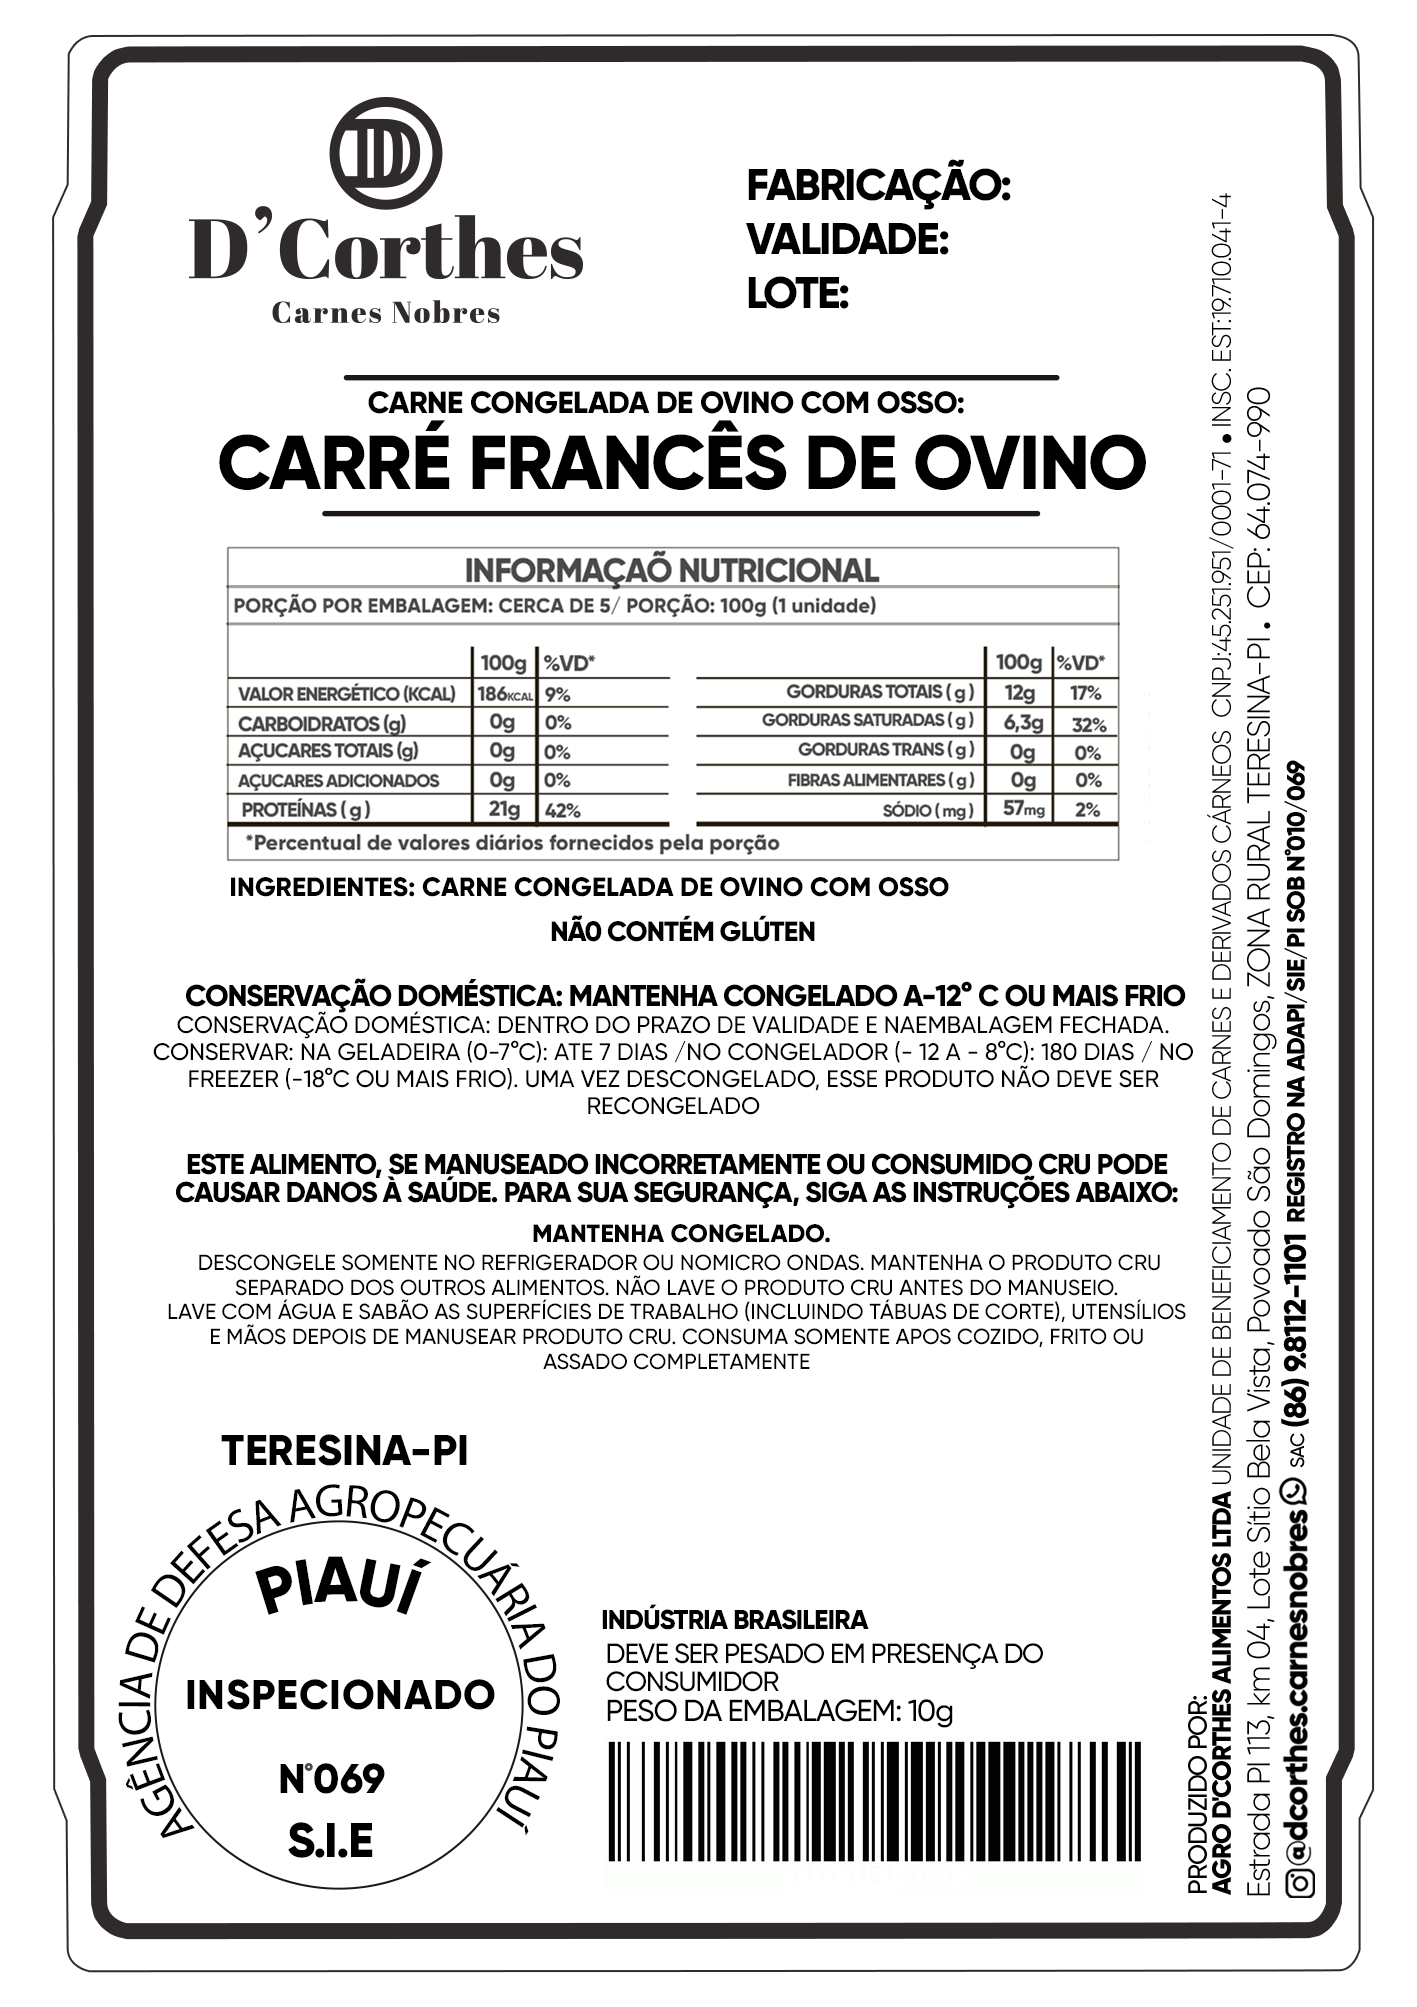 D
D'Corthes
Carnes Nobres
FABRICAÇÃO:
VALIDADE:
LOTE:
CARNE CONGELADA DE OVINO COM OSSO:
CARRÉ FRANCÊS DE OVINO
INFORMAÇAÕ NUTRICIONAL
PORÇÃO POR EMBALAGEM: CERCA DE 5/ PORÇÃO: 100g (1 unidade)
100g %VD*
VALOR ENERGÉTICO (KCAL) 186KCAL 9%
CARBOIDRATOS (g) 0g 0%
AÇUCARES TOTAIS (g) 0g 0%
AÇUCARES ADICIONADOS 0g 0%
PROTEÍNAS ( g ) 21g 42%
100g %VD*
GORDURAS TOTAIS ( g ) 12g 17%
GORDURAS SATURADAS ( g ) 6,3g 32%
GORDURAS TRANS ( g ) 0g 0%
FIBRAS ALIMENTARES ( g ) 0g 0%
SÓDIO ( mg ) 57mg 2%
*Percentual de valores diários fornecidos pela porção
INGREDIENTES: CARNE CONGELADA DE OVINO COM OSSO
NÃ0 CONTÉM GLÚTEN
CONSERVAÇÃO DOMÉSTICA: MANTENHA CONGELADO A-12° C OU MAIS FRIO
CONSERVAÇÃO DOMÉSTICA: DENTRO DO PRAZO DE VALIDADE E NAEMBALAGEM FECHADA.
CONSERVAR: NA GELADEIRA (0-7°C): ATE 7 DIAS /NO CONGELADOR (- 12 A - 8°C): 180 DIAS / NO
FREEZER (-18°C OU MAIS FRIO). UMA VEZ DESCONGELADO, ESSE PRODUTO NÃO DEVE SER
RECONGELADO
ESTE ALIMENTO, SE MANUSEADO INCORRETAMENTE OU CONSUMIDO CRU PODE
CAUSAR DANOS À SAÚDE. PARA SUA SEGURANÇA, SIGA AS INSTRUÇÕES ABAIXO:
MANTENHA CONGELADO.
DESCONGELE SOMENTE NO REFRIGERADOR OU NOMICRO ONDAS. MANTENHA O PRODUTO CRU
SEPARADO DOS OUTROS ALIMENTOS. NÃO LAVE O PRODUTO CRU ANTES DO MANUSEIO.
LAVE COM ÁGUA E SABÃO AS SUPERFÍCIES DE TRABALHO (INCLUINDO TÁBUAS DE CORTE), UTENSÍLIOS
E MÃOS DEPOIS DE MANUSEAR PRODUTO CRU. CONSUMA SOMENTE APOS COZIDO, FRITO OU
ASSADO COMPLETAMENTE
TERESINA-PI
AGÊNCIA DE DEFESA AGROPECUÁRIA DO PIAUÍ
PIAUÍ
INSPECIONADO
N°069
S.I.E
INDÚSTRIA BRASILEIRA
DEVE SER PESADO EM PRESENÇA DO
CONSUMIDOR
PESO DA EMBALAGEM: 10g
PRODUZIDO POR:
AGRO D'CORTHES ALIMENTOS LTDA UNIDADE DE BENEFICIAMENTO DE CARNES E DERIVADOS CÁRNEOS CNPJ:45.251.951/0001-71 • INSC. EST:19.710.041-4
Estrada PI 113, km 04, Lote Sítio Bela Vista, Povoado São Domingos, ZONA RURAL TERESINA-PI . CEP: 64.074-990
@dcorthes.carnesnobres SAC (86) 9.8112-1101 REGISTRO NA ADAPI/SIE/PI SOB N°010/069